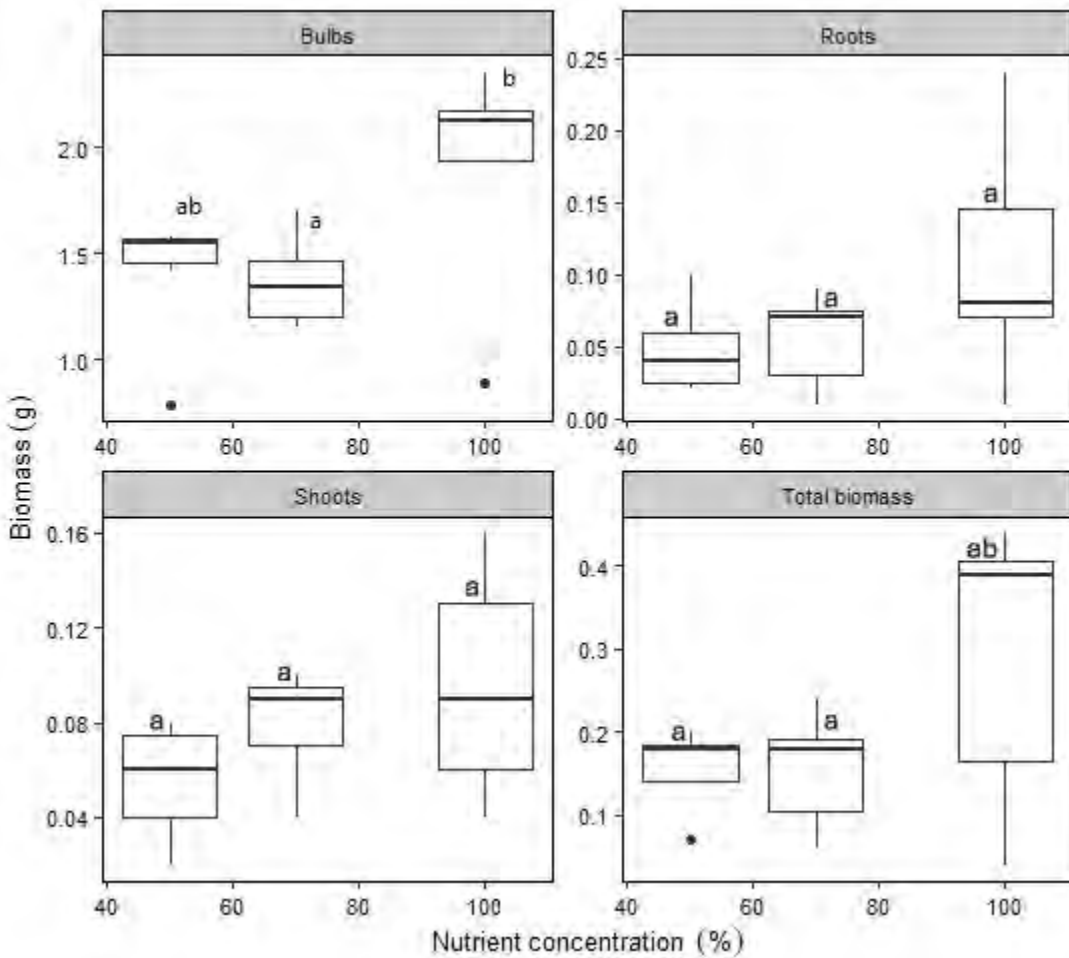 Bulbs
Roots
b
ab
a
a
a
a
2.0
1.5
1.0
0.25
0.20
0.15
0.10
0.05
0.00
40 60 80 100
40 60 80 100
Biomass (g)
Shoots
Total biomass
a
a
a
a
a
ab
0.16
0.12
0.08
0.04
0.4
0.3
0.2
0.1
40 60 80 100
40 60 80 100
Nutrient concentration (%)